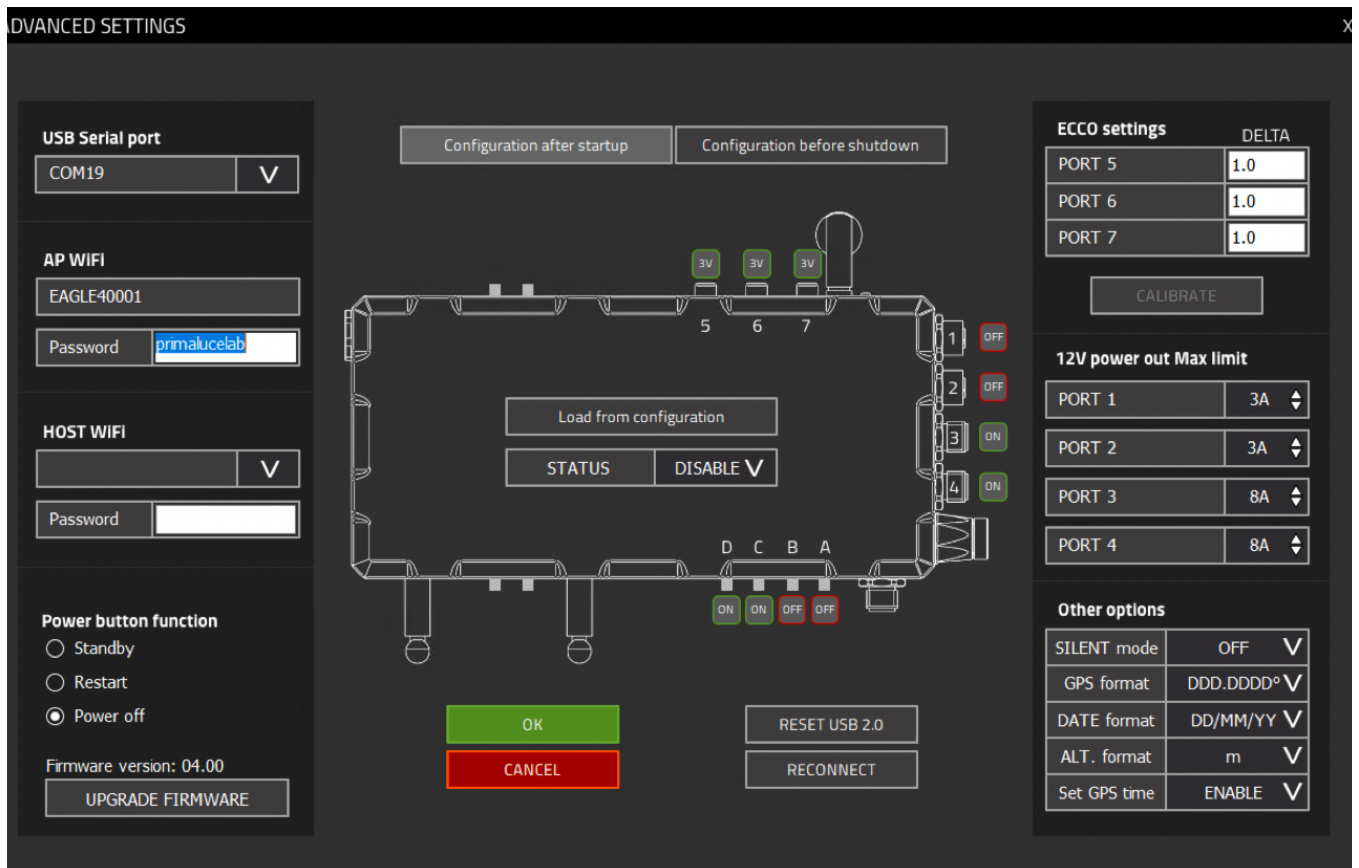 ADVANCED SETTINGS
X
USB Serial port
COM19 V
AP WiFi
EAGLE40001
Password primalucelab
HOST WiFi
V
Password
Power button function
Standby
Restart
Power off
Firmware version: 04.00
UPGRADE FIRMWARE
Configuration after startup Configuration before shutdown
3V 3V 3V
5 6 7
1 OFF
2 OFF
3 ON
4 ON
Load from configuration
STATUS DISABLE V
D C B A
ON ON OFF OFF
OK
CANCEL
RESET USB 2.0
RECONNECT
ECCO settings DELTA
PORT 5 1.0
PORT 6 1.0
PORT 7 1.0
CALIBRATE
12V power out Max limit
PORT 1 3A
PORT 2 3A
PORT 3 8A
PORT 4 8A
Other options
SILENT mode OFF V
GPS format DDD.DDDD° V
DATE format DD/MM/YY V
ALT. format m V
Set GPS time ENABLE V